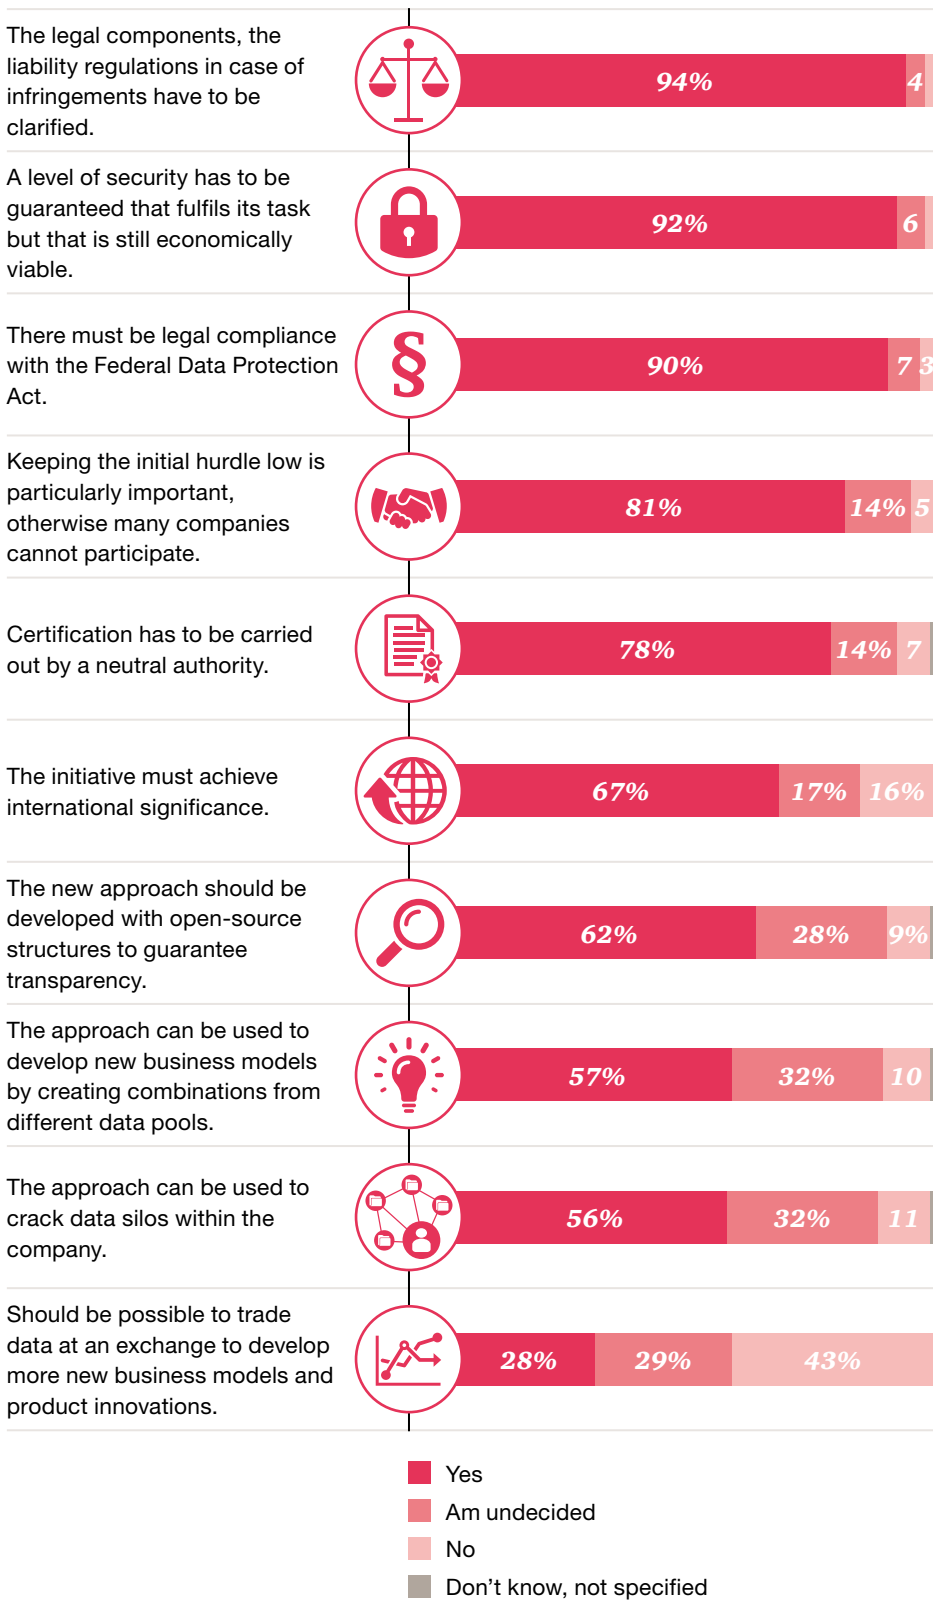 The legal components, the
liability regulations in case of
infringements have to be
clarified.
94% 4
A level of security has to be
guaranteed that fulfils its task
but that is still economically
viable.
92% 6
There must be legal compliance
with the Federal Data Protection
Act.
§
90% 7 3
Keeping the initial hurdle low is
particularly important,
otherwise many companies
cannot participate.
81% 14% 5
Certification has to be carried
out by a neutral authority.
78% 14% 7
The initiative must achieve
international significance.
67% 17% 16%
The new approach should be
developed with open-source
structures to guarantee
transparency.
62% 28% 9%
The approach can be used to
develop new business models
by creating combinations from
different data pools.
57% 32% 10
The approach can be used to
crack data silos within the
company.
56% 32% 11
Should be possible to trade
data at an exchange to develop
more new business models and
product innovations.
28% 29% 43%
Yes
Am undecided
No
Don’t know, not specified